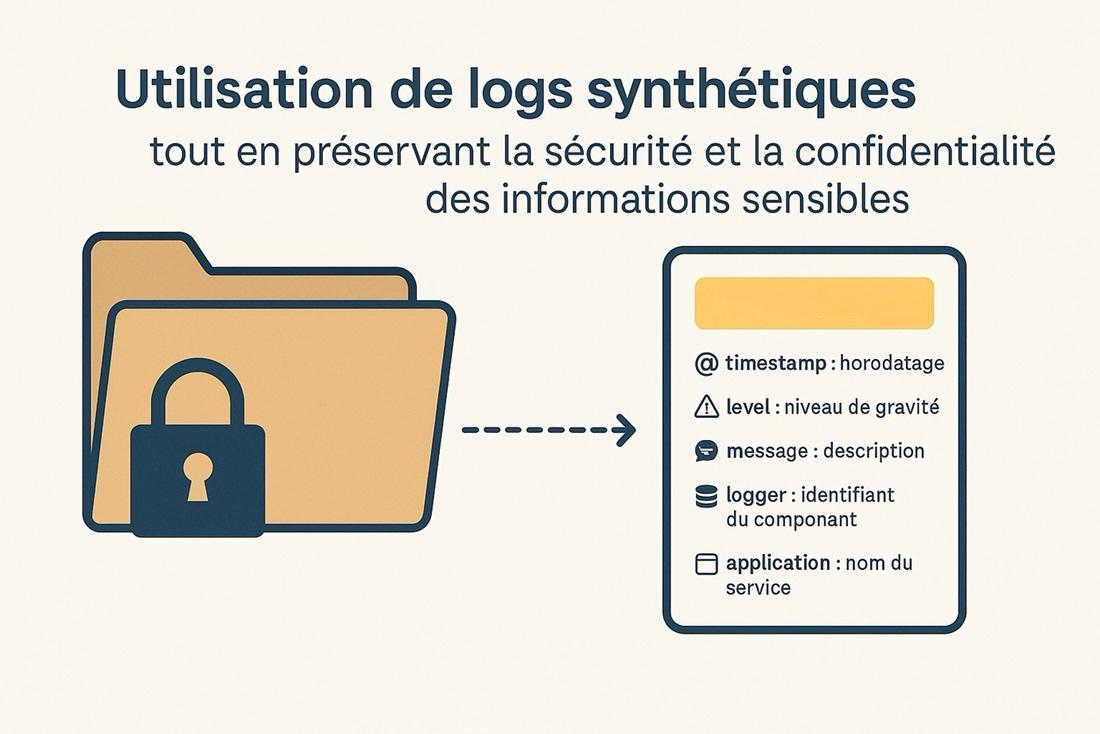 Utilisation de logs synthétiques
tout en préservant la sécurité et la confidentialité
des informations sensibles
@ timestamp : horodatage
level : niveau de gravité
message : description
logger : identifiant
du componant
application : nom du
service